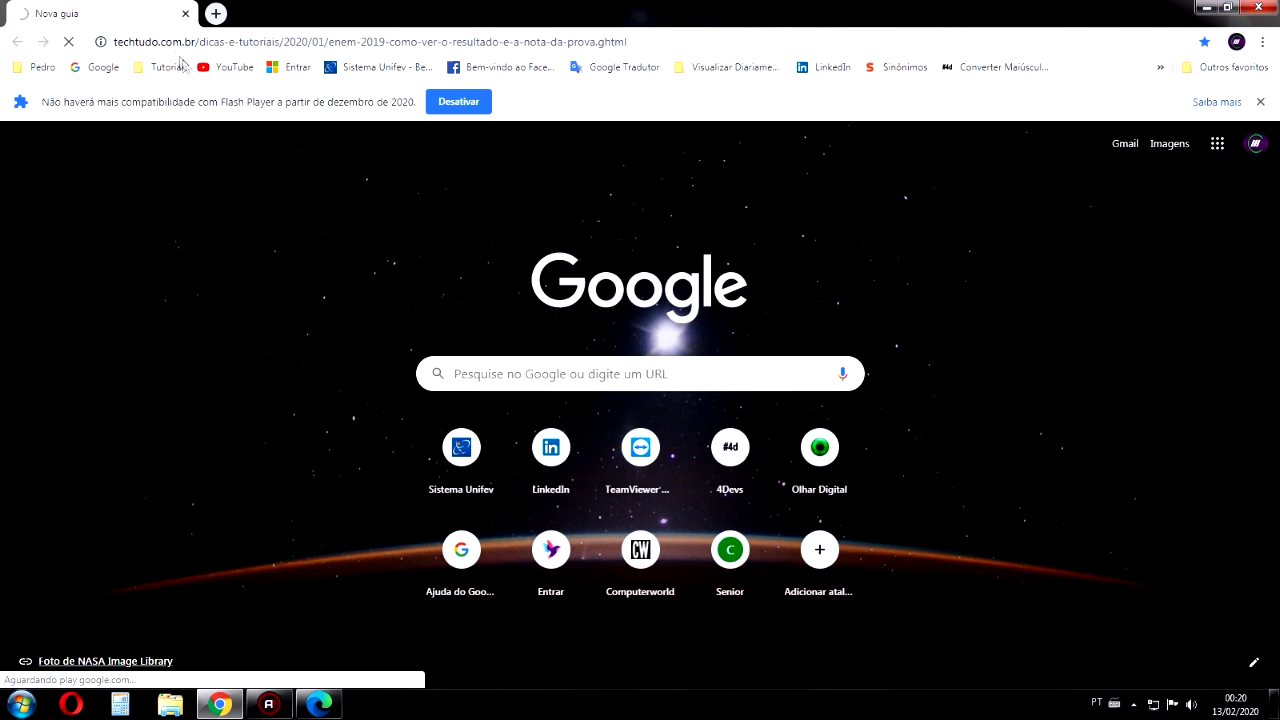 Nova guia
techtudo.com.br/dicas-e-tutoriais/2020/01/enem-2019-como-ver-o-resultado-e-a-nota-da-prova.ghtml
Pedro Google Tutoriais YouTube Entrar Sistema Unifev - Be... Bem-vindo ao Face... Google Tradutor Visualizar Diariame... LinkedIn S Sinônimos #4d Converter Maiúscul... » Outros favoritos
Não haverá mais compatibilidade com Flash Player a partir de dezembro de 2020. Desativar Saiba mais
Gmail Imagens
Google
Pesquise no Google ou digite um URL
in #4d
Sistema Unifev LinkedIn TeamViewer ... 4Devs Olhar Digital
G CW C
Ajuda do Goo... Entrar Computerworld Senior Adicionar atal...
Foto de NASA Image Library
Aguardando play.google.com...
PT 00:20
13/02/2020